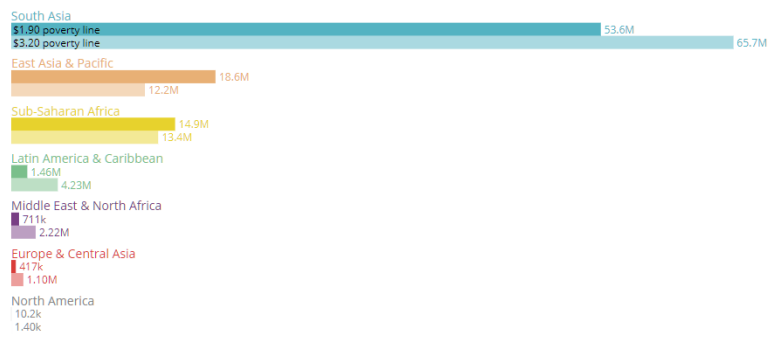 South Asia
$1.90 poverty line 53.6M
$3.20 poverty line 65.7M
East Asia & Pacific
18.6M
12.2M
Sub-Saharan Africa
14.9M
13.4M
Latin America & Caribbean
1.46M
4.23M
Middle East & North Africa
711k
2.22M
Europe & Central Asia
417k
1.10M
North America
10.2k
1.40k